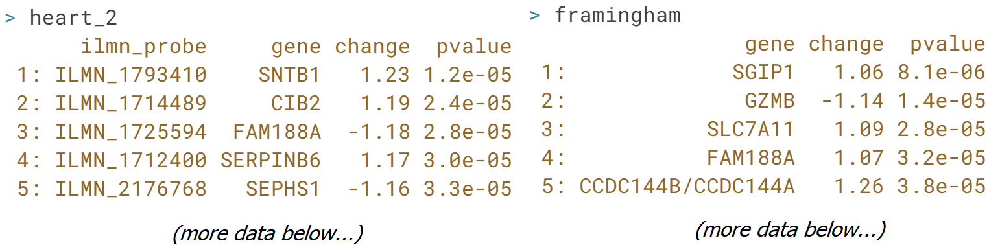 > heart_2
ilmn_probe gene change pvalue
1: ILMN_1793410 SNTB1 1.23 1.2e-05
2: ILMN_1714489 CIB2 1.19 2.4e-05
3: ILMN_1725594 FAM188A -1.18 2.8e-05
4: ILMN_1712400 SERPINB6 1.17 3.0e-05
5: ILMN_2176768 SEPHS1 -1.16 3.3e-05
(more data below...)
> framingham
gene change pvalue
1: SGIP1 1.06 8.1e-06
2: GZMB -1.14 1.4e-05
3: SLC7A11 1.09 2.8e-05
4: FAM188A 1.07 3.2e-05
5: CCDC144B/CCDC144A 1.26 3.8e-05
(more data below...)